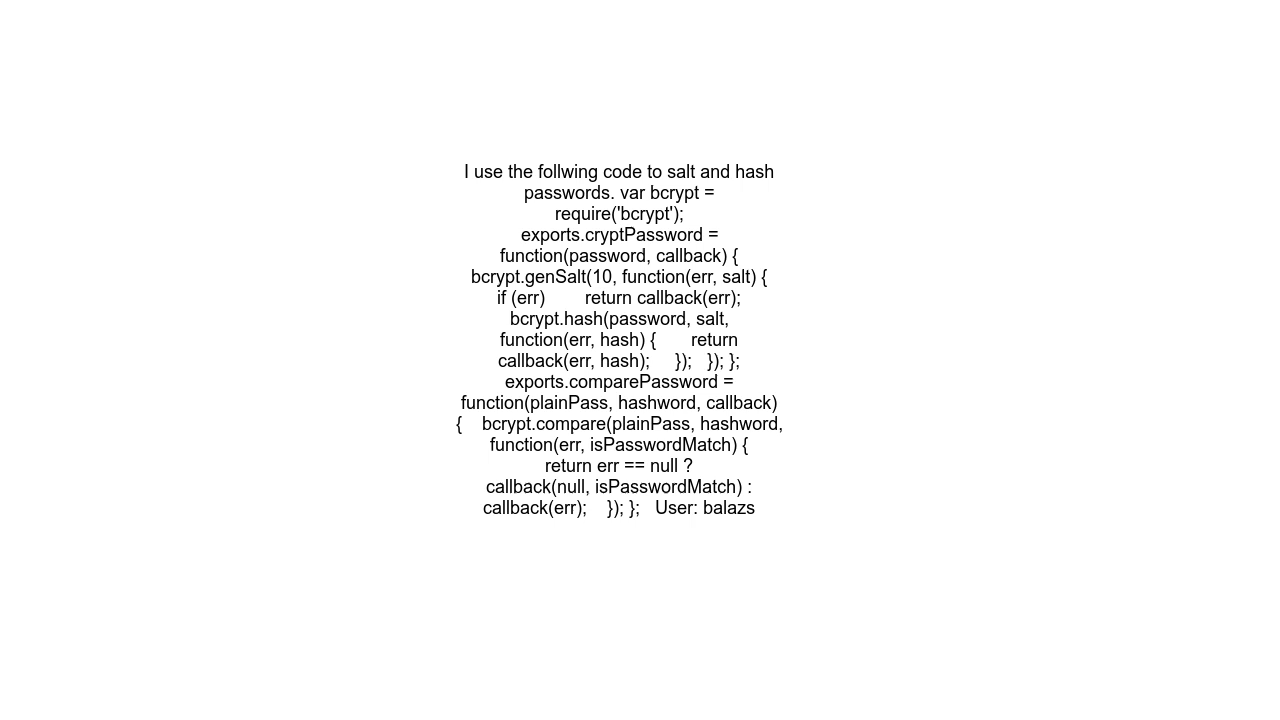 I use the follwing code to salt and hash
passwords. var bcrypt =
require('bcrypt');
exports.cryptPassword =
function(password, callback) {
bcrypt.genSalt(10, function(err, salt) {
if (err)        return callback(err);
bcrypt.hash(password, salt,
function(err, hash) {       return
callback(err, hash);     });   }); };
exports.comparePassword =
function(plainPass, hashword, callback)
{    bcrypt.compare(plainPass, hashword,
function(err, isPasswordMatch) {
return err == null ?
callback(null, isPasswordMatch) :
callback(err);    }); };   User: balazs